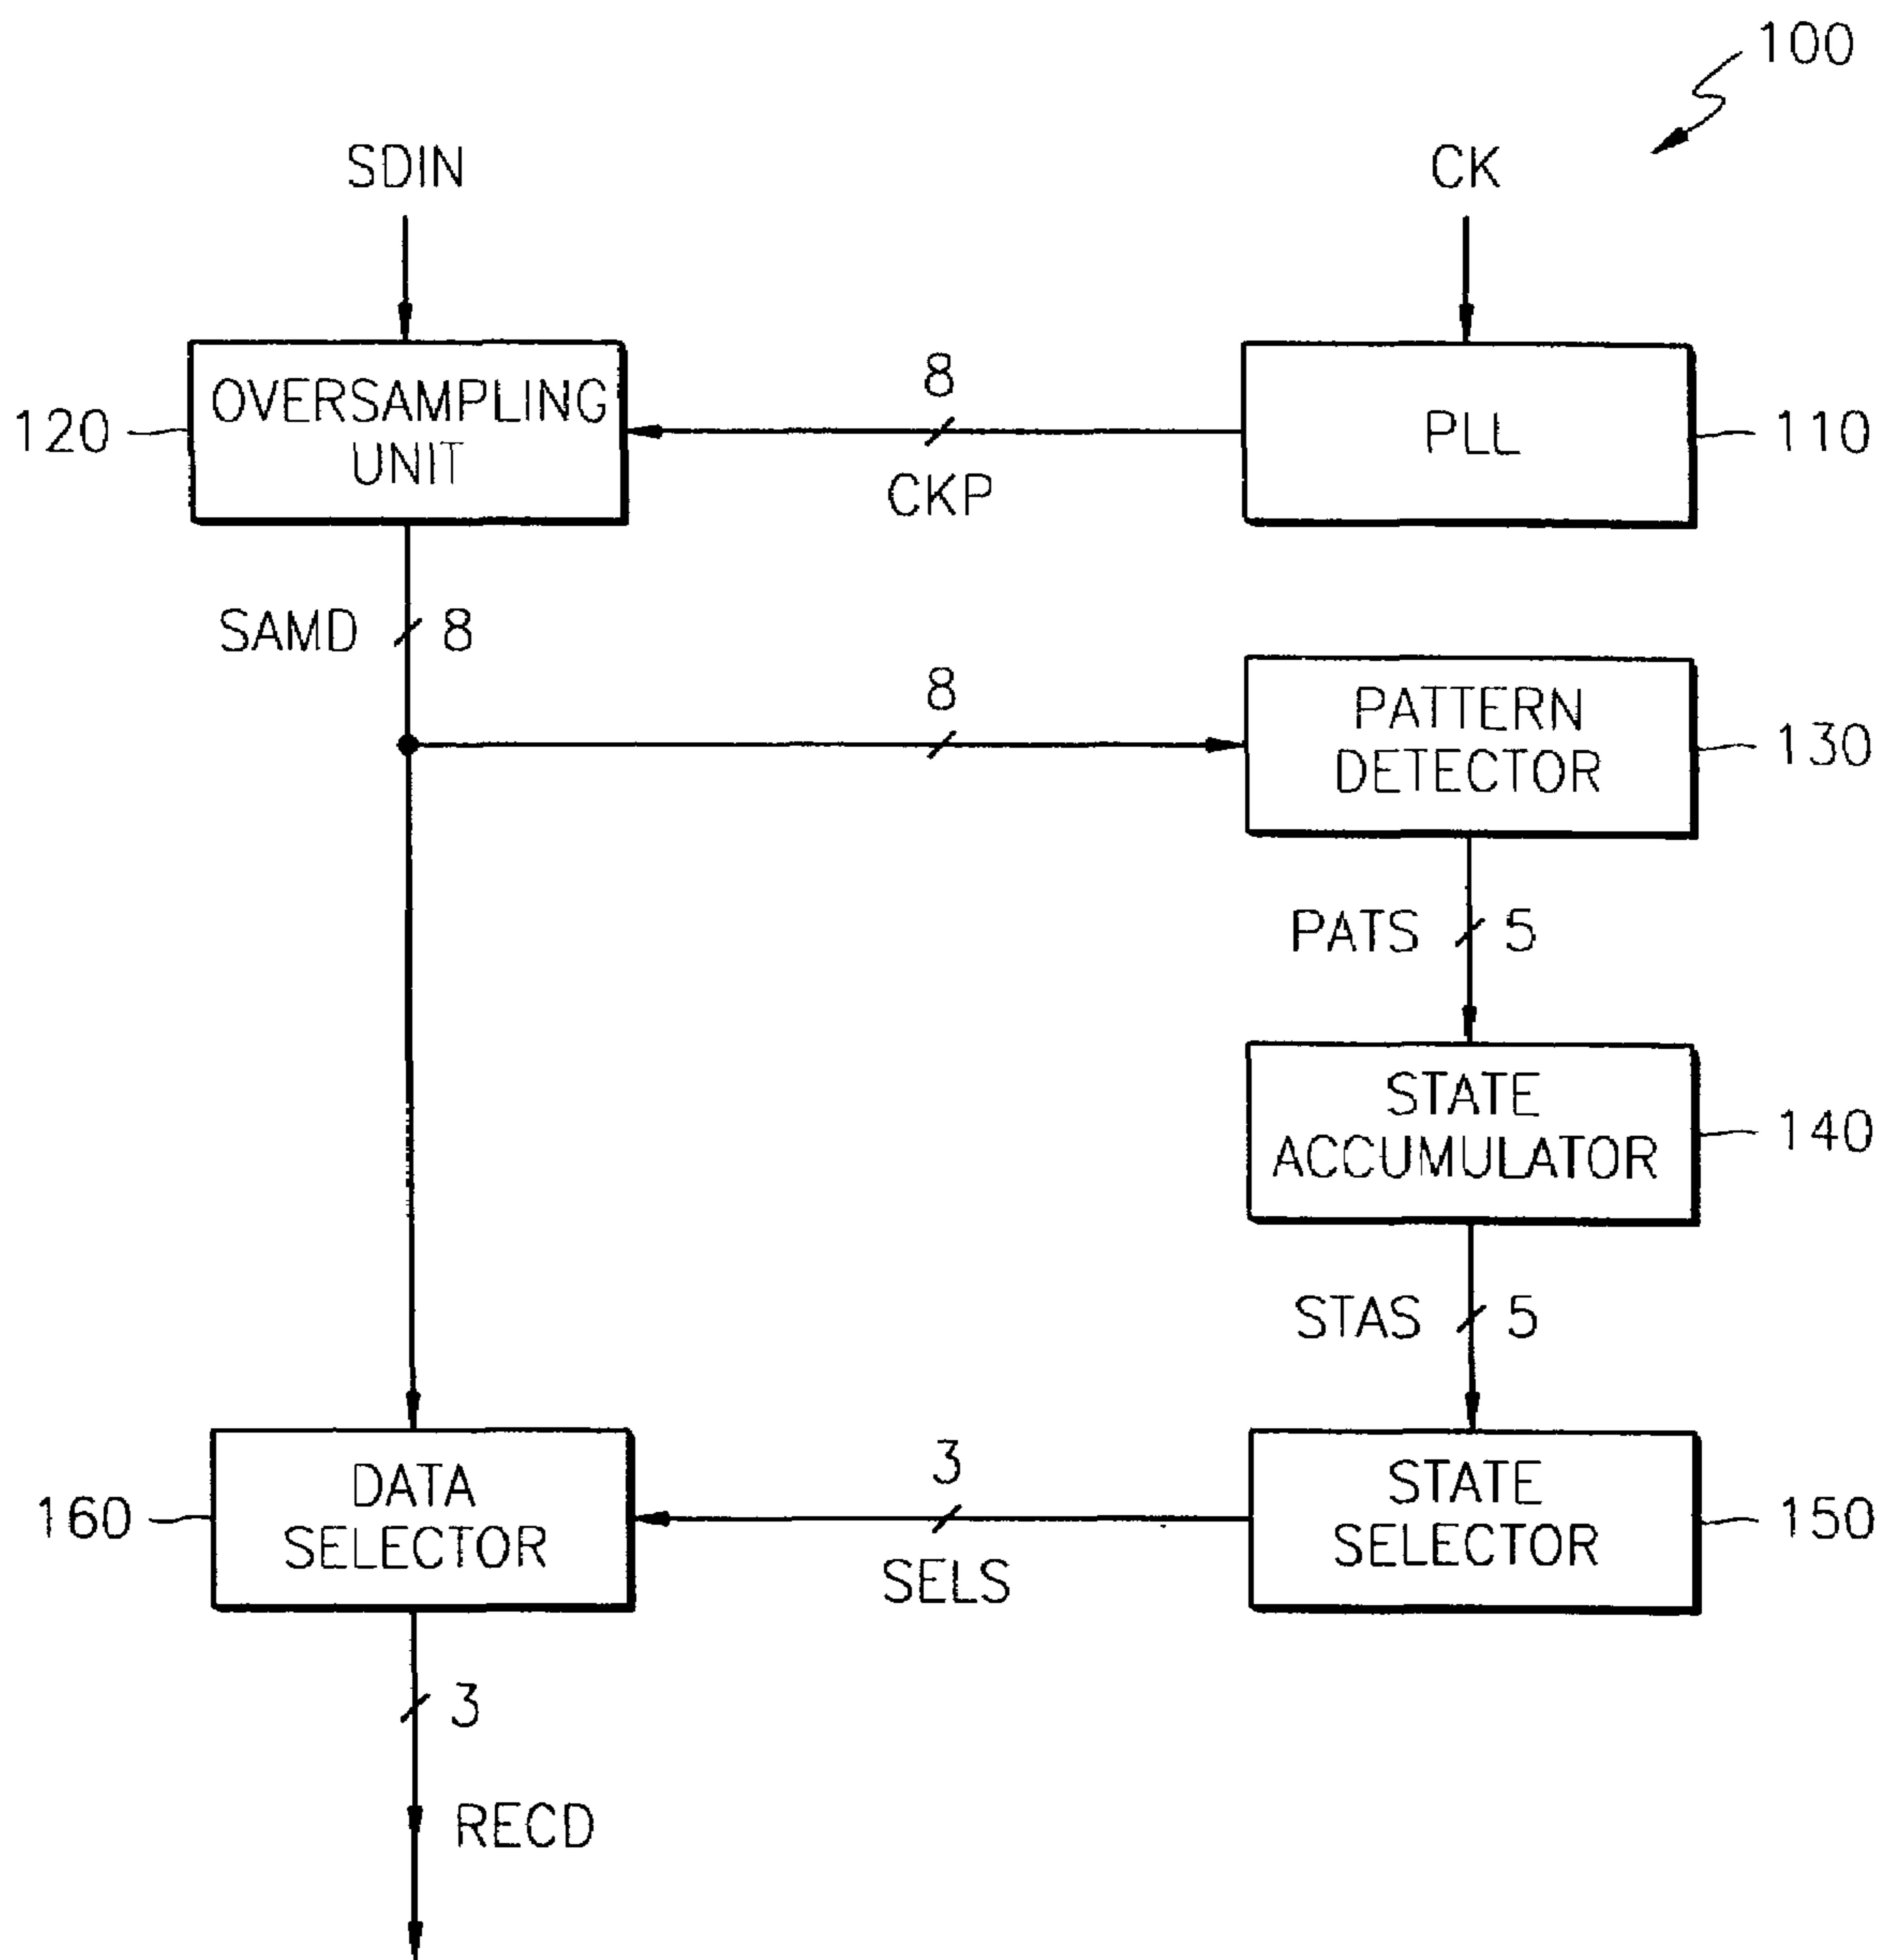 100
SDIN
CK
OVERSAMPLING
UNIT
120
8
CKP
PLL
110
SAMD
8
8
PATTERN
DETECTOR
130
PATS
5
STATE
ACCUMULATOR
140
STAS
5
DATA
SELECTOR
160
3
SELS
STATE
SELECTOR
150
3
RECD